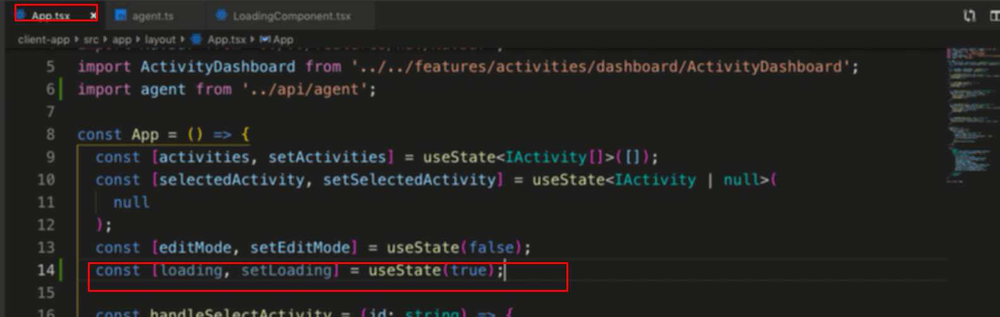 App.tsx × agent.ts LoadingComponent.tsx
client-app src app layout App.tsx App
5 import ActivityDashboard from '../../features/activities/dashboard/ActivityDashboard';
6 import agent from '../api/agent';
7
8 const App = () => {
9 const [activities, setActivities] = useState<IActivity[]>([]);
10 const [selectedActivity, setSelectedActivity] = useState<IActivity | null>(
11 null
12 );
13 const [editMode, setEditMode] = useState(false);
14 const [loading, setLoading] = useState(true);
15
16 const handleSelectActivity = (id: string) => {